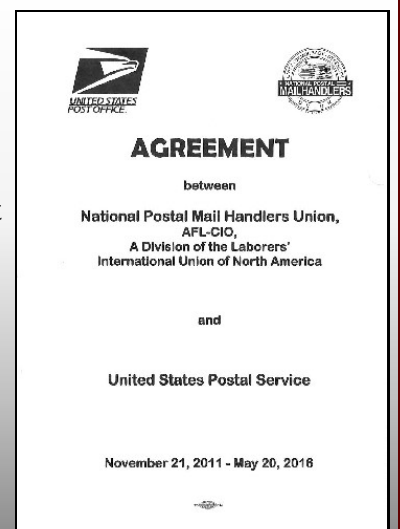 UNITED STATES
POST OFFICE
NATIONAL POSTAL
MAILHANDLERS
AGREEMENT
between
National Postal Mail Handlers Union,
AFL-CIO,
A Division of the Laborers'
International Union of North America
and
United States Postal Service
November 21, 2011 - May 20, 2016